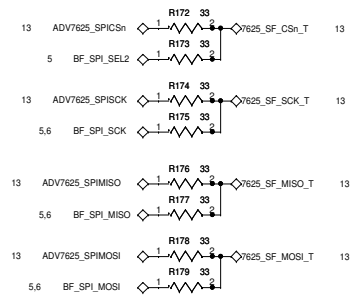 R172 33
13 ADV7625_SPICSn 1 2 7625_SF_CSn_T 13
R173 33
5 BF_SPI_SEL2 1 2
R174 33
13 ADV7625_SPISCK 1 2 7625_SF_SCK_T 13
R175 33
5,6 BF_SPI_SCK 1 2
R176 33
13 ADV7625_SPIMISO 1 2 7625_SF_MISO_T 13
R177 33
5,6 BF_SPI_MISO 1 2
R178 33
13 ADV7625_SPIMOSI 1 2 7625_SF_MOSI_T 13
R179 33
5,6 BF_SPI_MOSI 1 2